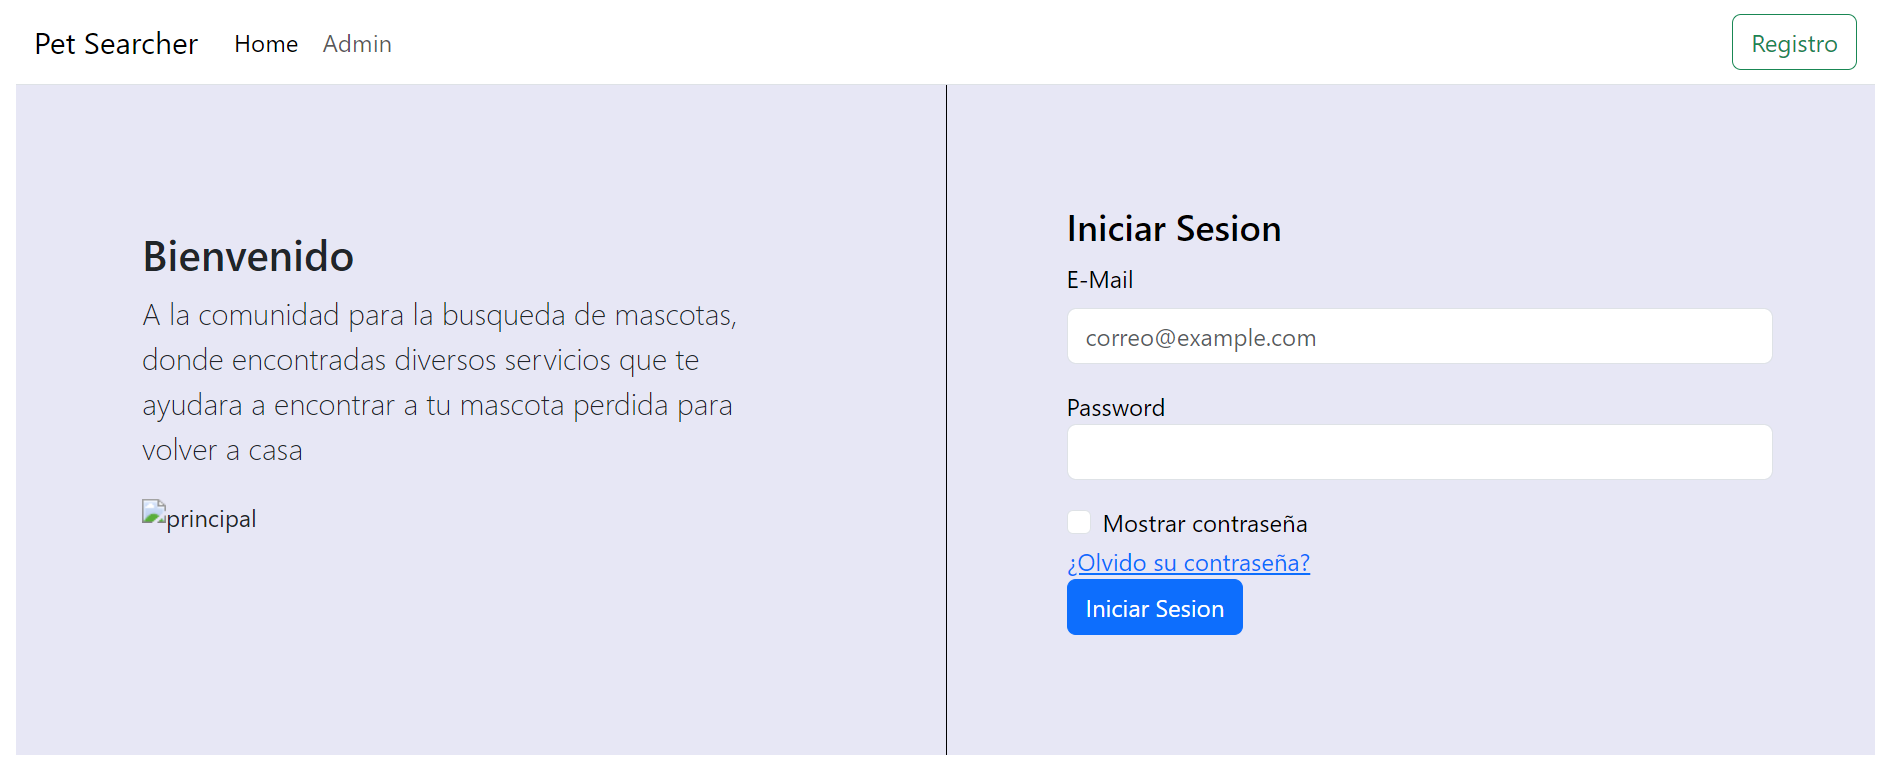 Pet Searcher Home Admin Registro
Bienvenido
A la comunidad para la busqueda de mascotas,
donde encontradas diversos servicios que te
ayudara a encontrar a tu mascota perdida para
volver a casa
principal
Iniciar Sesion
E-Mail
correo@example.com
Password
Mostrar contraseña
¿Olvido su contraseña?
Iniciar Sesion